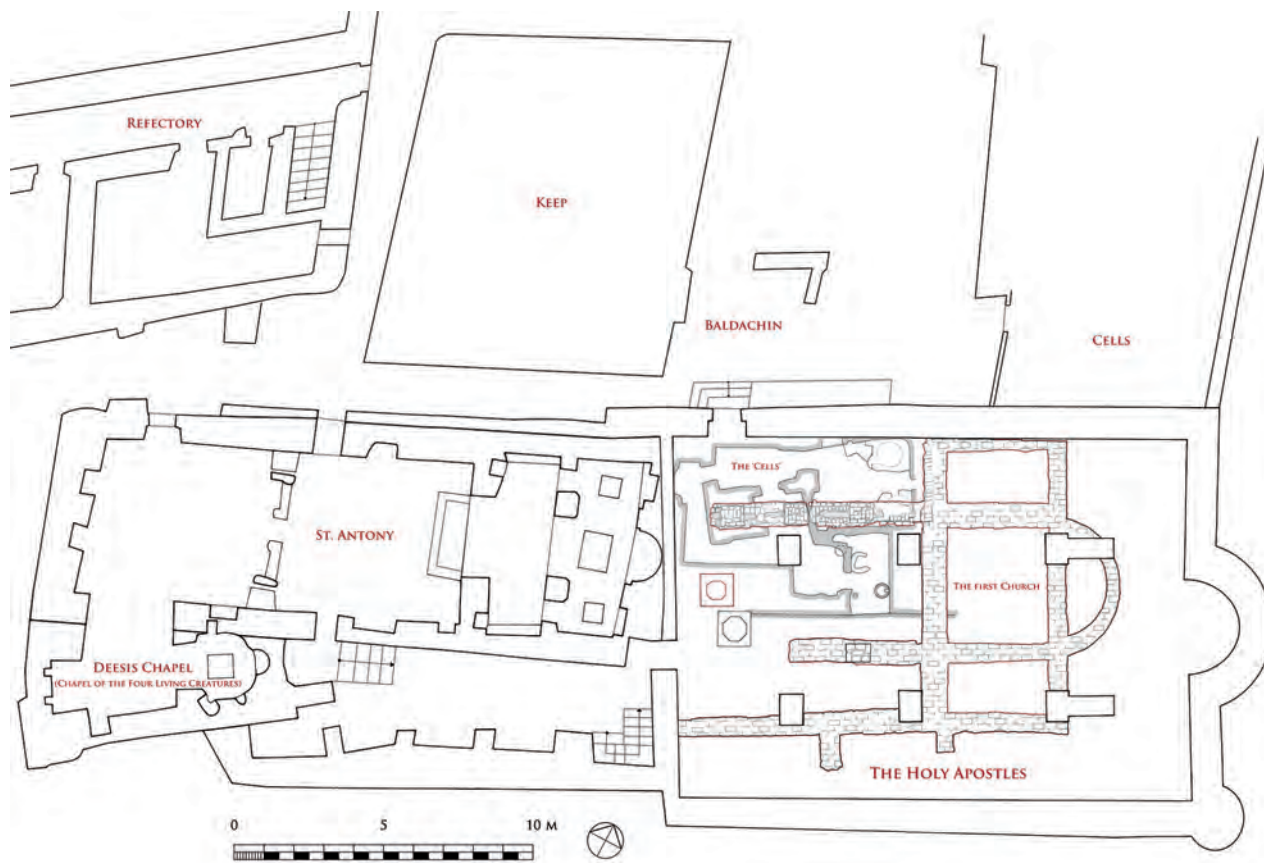 REFECTORY
KEEP
BALDACHIN
CELLS
THE 'CELLS'
ST. ANTONY
THE FIRST CHURCH
DEESIS CHAPEL
(CHAPEL OF THE FOUR LIVING CREATURES)
THE HOLY APOSTLES
0 5 10 M